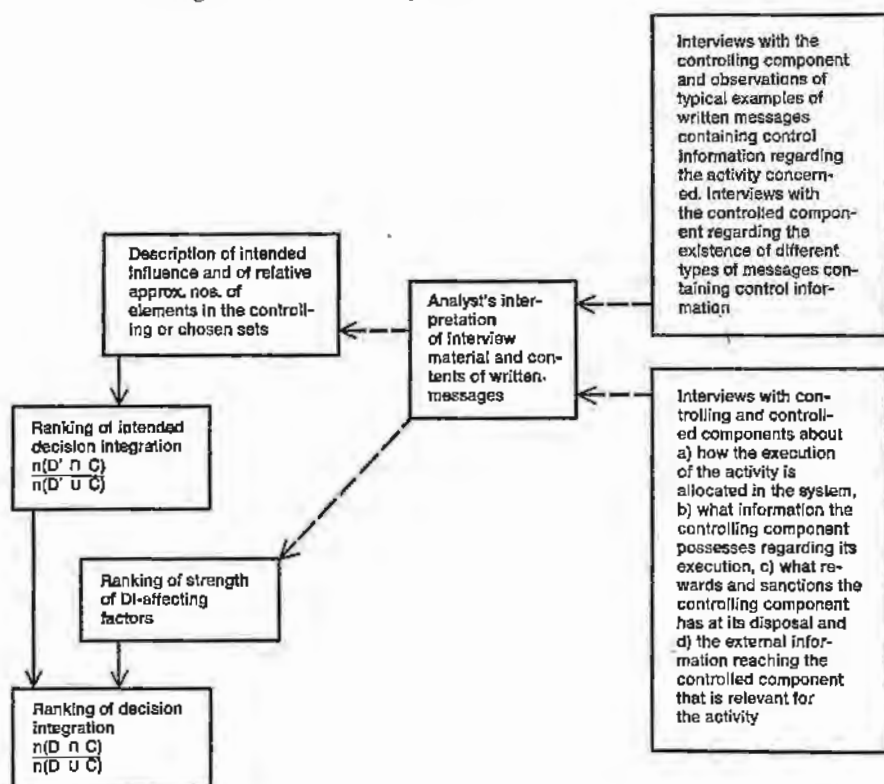 Interviews with the
controlling component
and observations of
typical examples of
written messages
containing control
information regarding
the activity concern-
ed. Interviews with
the controlled compon-
ent regarding the
existence of different
types of messages con-
taining control infor-
mation
Description of intended
influence and of relative
approx. nos. of
elements in the controll-
ing or chosen sets
Analyst's inter-
pretation
of interview
material and con-
tents of written
messages
Interviews with con-
trolling and controll-
ed components about
a) how the execution
of the activity is
allocated in the system,
b) what information the
controlling component
possesses regarding its
execution, c) what re-
wards and sanctions the
controlling component
has at its disposal and
d) the external infor-
mation reaching the
controlled component
that is relevant for
the activity
Ranking of intended
decision integration
n(D' ∩ C)
n(D' ∪ C)
Ranking of strength
of DI-affecting
factors
Ranking of decision
integration
n(D ∩ C)
n(D ∪ C)